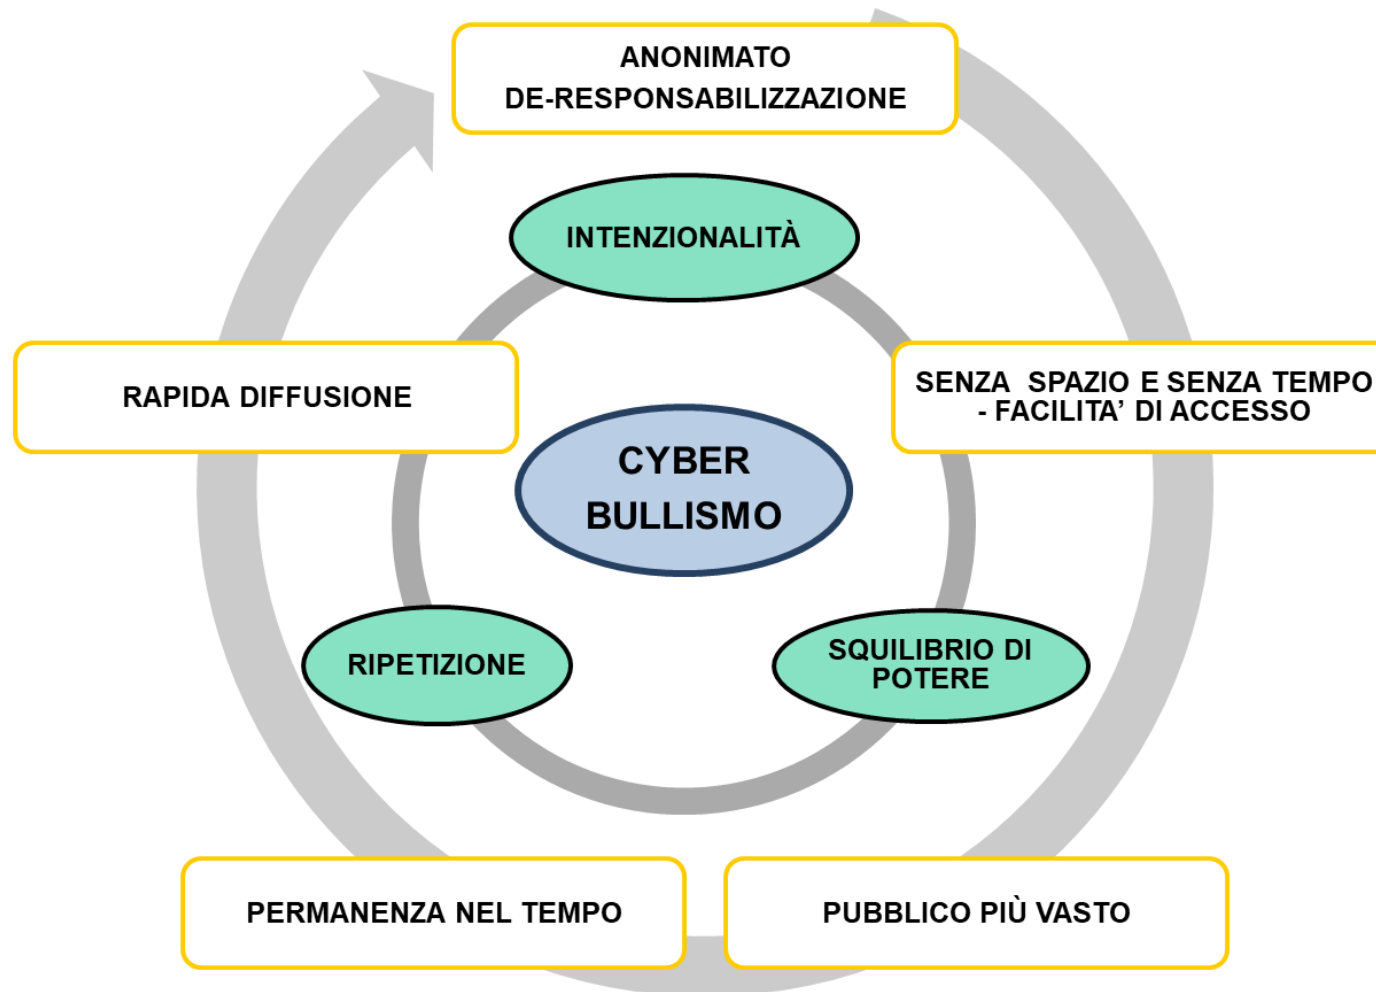 ANONIMATO
DE-RESPONSABILIZZAZIONE
INTENZIONALITÀ
RAPIDA DIFFUSIONE
SENZA  SPAZIO E SENZA TEMPO
- FACILITA’ DI ACCESSO
CYBER
BULLISMO
RIPETIZIONE
SQUILIBRIO DI
POTERE
PERMANENZA NEL TEMPO
PUBBLICO PIÙ VASTO